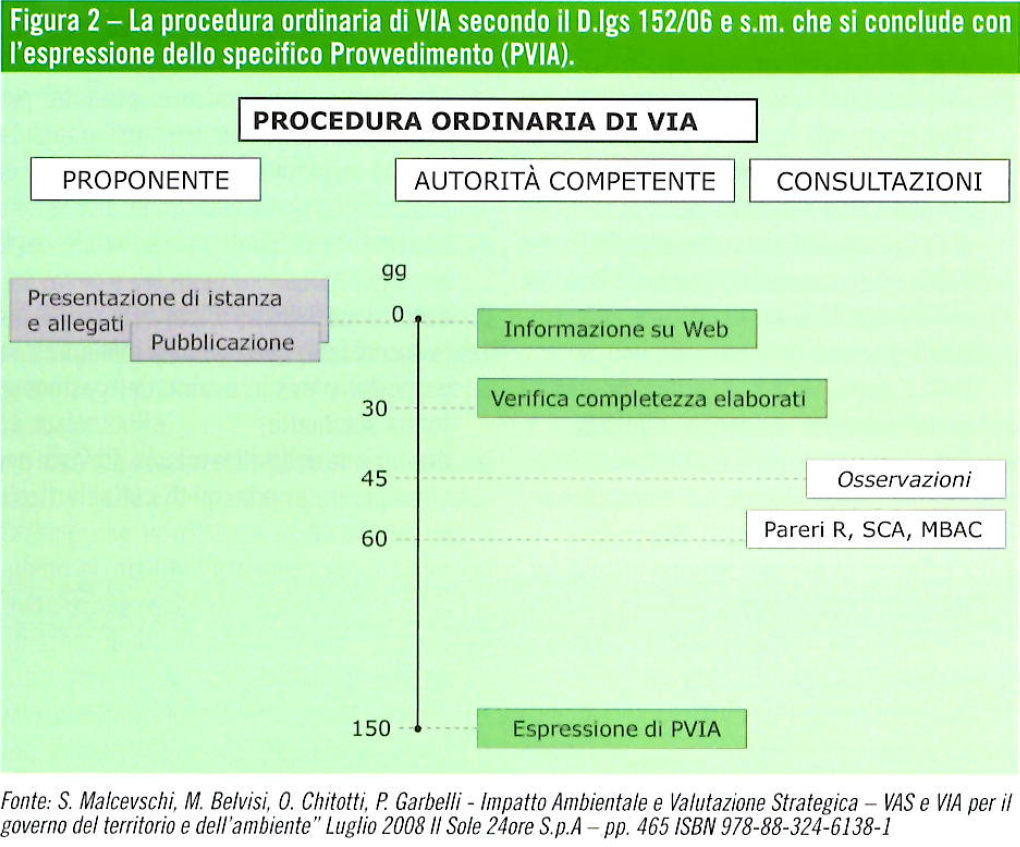 Figura 2 – La procedura ordinaria di VIA secondo il D.lgs 152/06 e s.m. che si conclude con
l'espressione dello specifico Provvedimento (PVIA).
PROCEDURA ORDINARIA DI VIA
PROPONENTE
AUTORITÀ COMPETENTE
CONSULTAZIONI
gg
Presentazione di istanza
e allegati
Pubblicazione
0
Informazione su Web
30
Verifica completezza elaborati
45
Osservazioni
60
Pareri R, SCA, MBAC
150
Espressione di PVIA
Fonte: S. Malcevschi, M. Belvisi, O. Chitotti, P. Garbelli - Impatto Ambientale e Valutazione Strategica – VAS e VIA per il
governo del territorio e dell'ambiente" Luglio 2008 Il Sole 24ore S.p.A – pp. 465 ISBN 978-88-324-6138-1